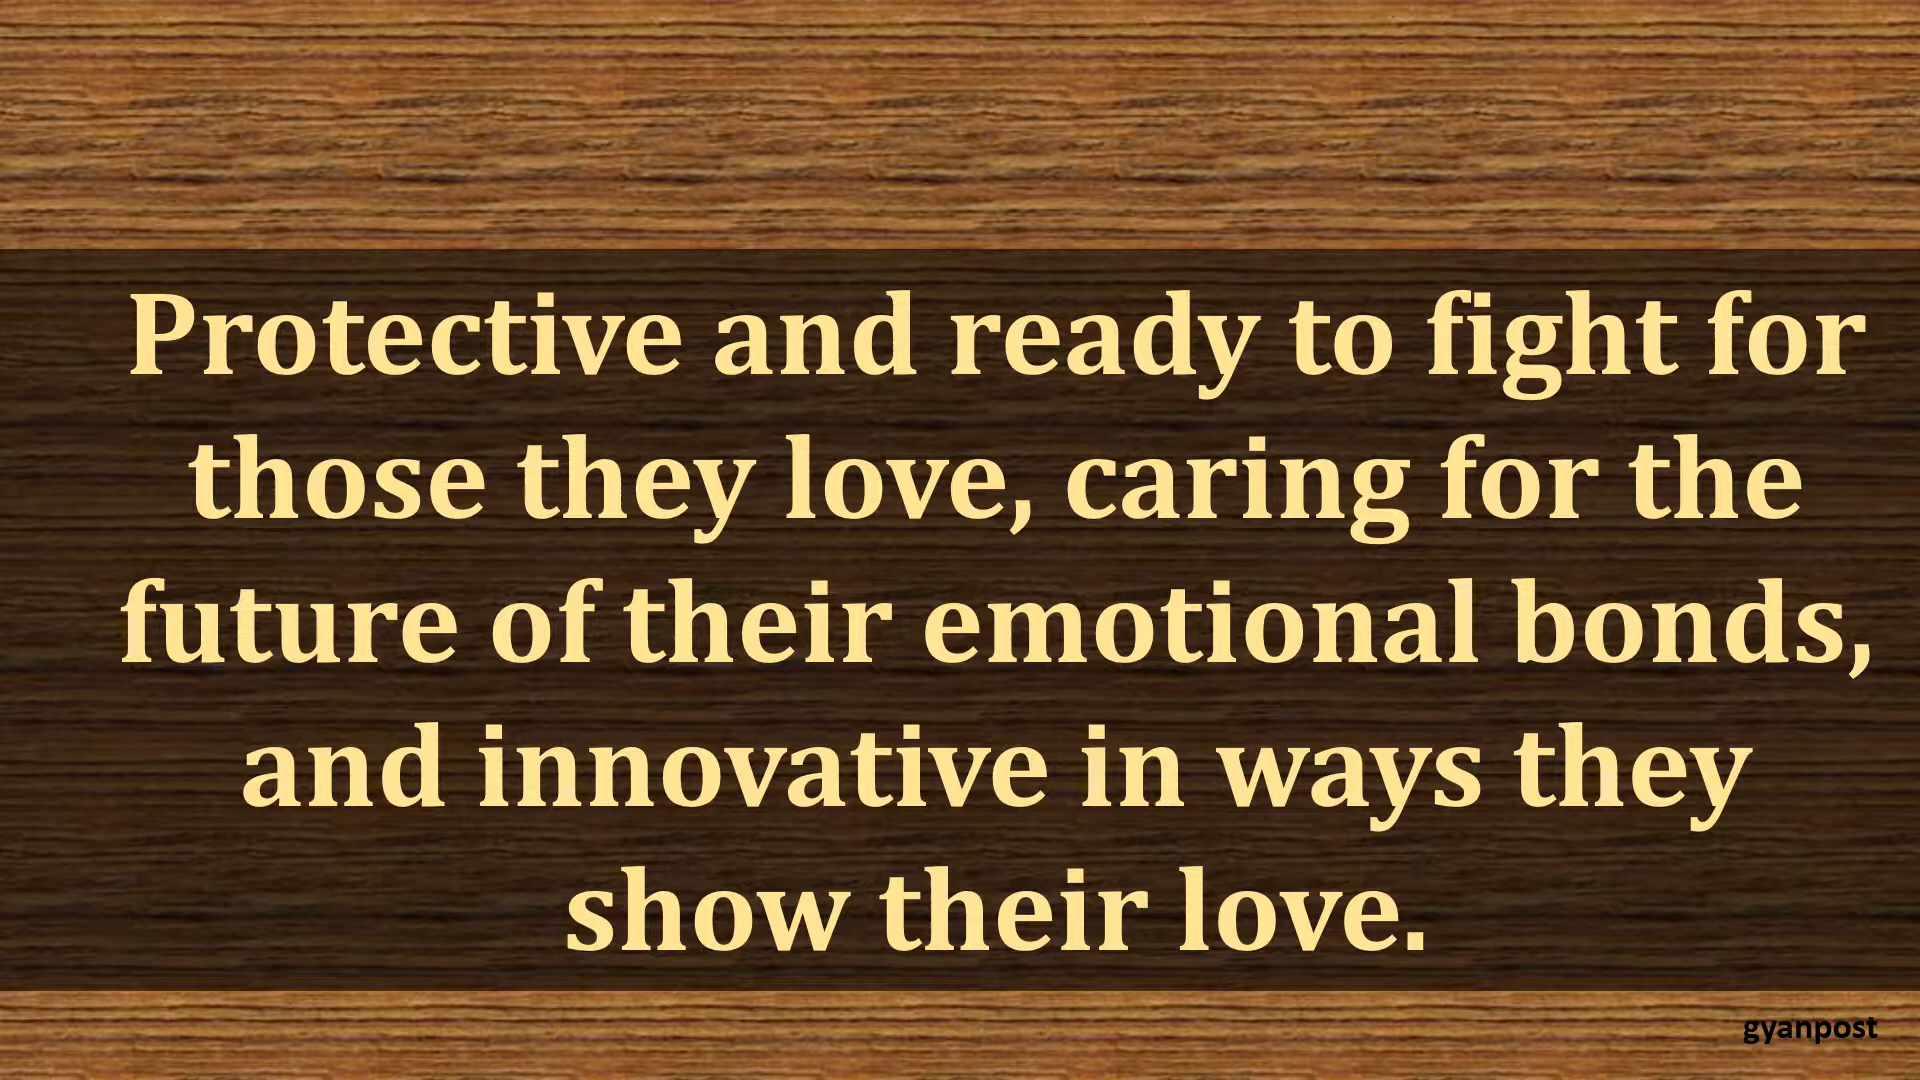 Protective and ready to fight for
those they love, caring for the
future of their emotional bonds,
and innovative in ways they
show their love.
gyanpost